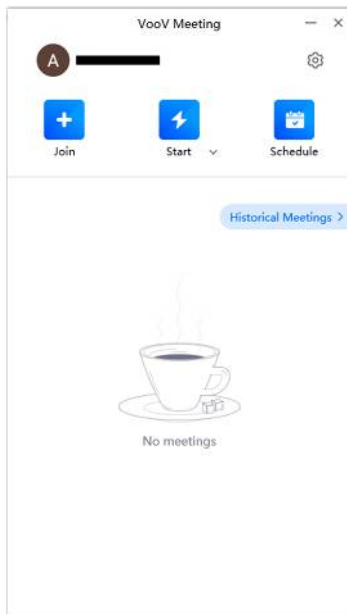 VooV Meeting
A
Join
Start
Schedule
Historical Meetings >
No meetings